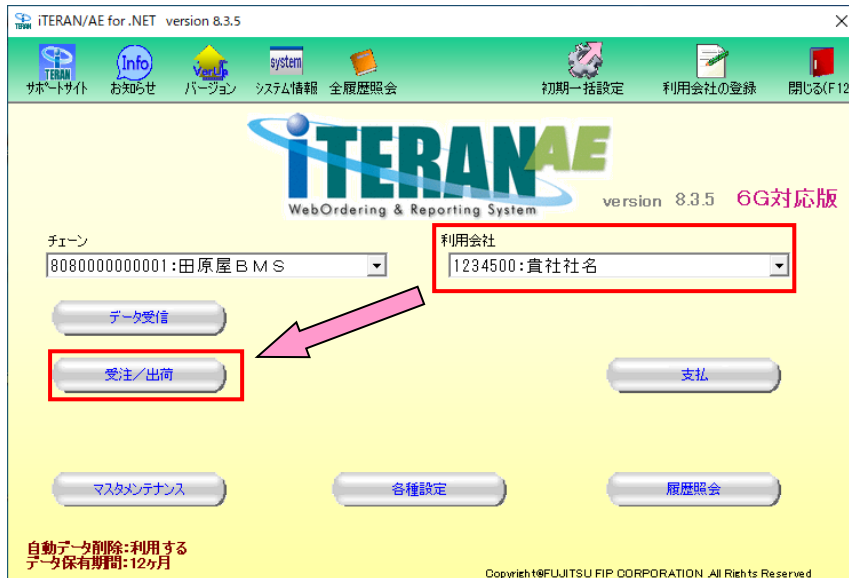 iTERAN/AE for .NET version 8.3.5
TERAN
Info
VerUp
system
サポートサイト お知らせ バージョン システム情報 全履歴照会 初期一括設定 利用会社の登録 閉じる(F12
iTERAN AE
WebOrdering & Reporting System
version 8.3.5 6G対応版
チェーン
8080000000001:田原屋BMS
利用会社
1234500:貴社社名
データ受信
受注/出荷
支払
マスタメンテナンス
各種設定
履歴照会
自動データ削除:利用する
データ保有期間:12ヶ月
Copyright@FUJITSU FIP CORPORATION All Rights Reserved